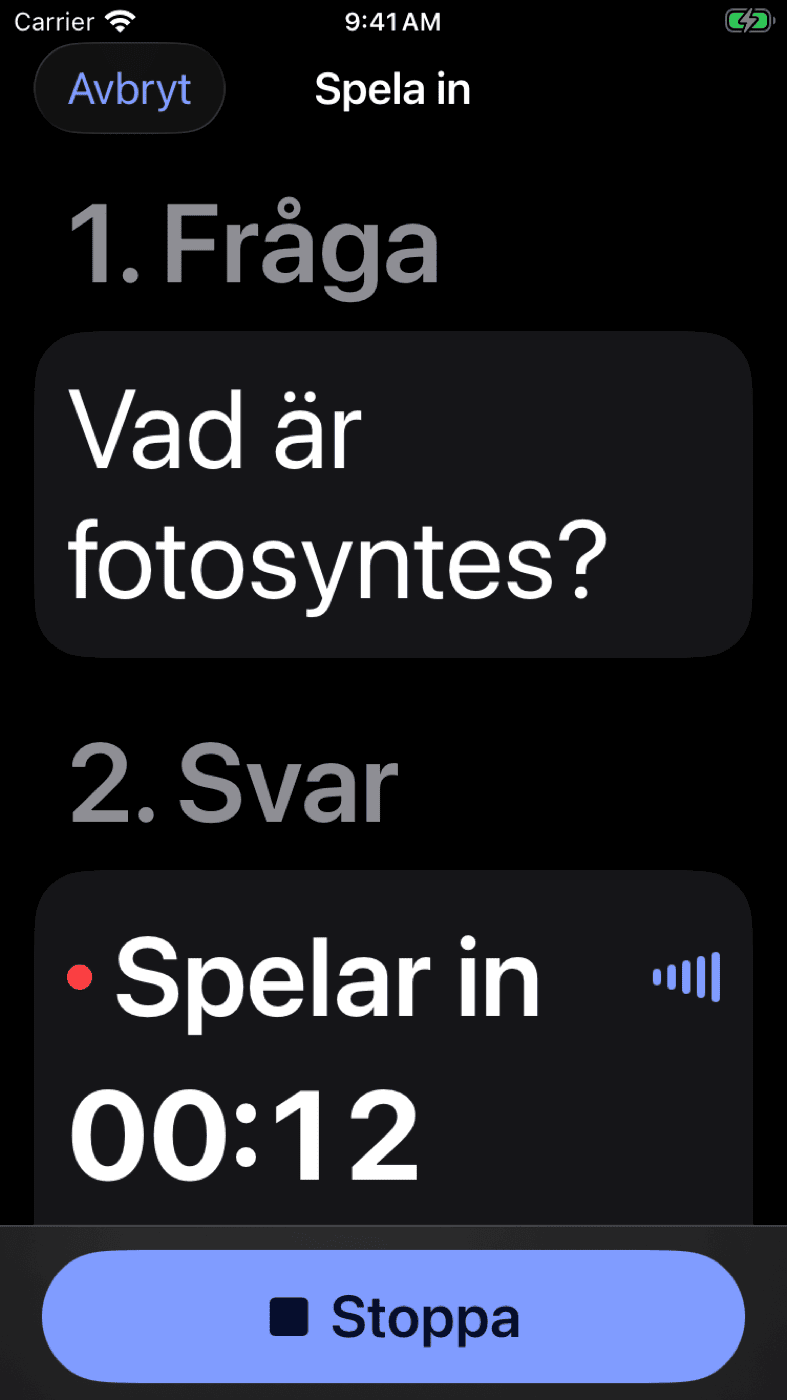 Carrier 9:41 AM
Avbryt Spela in
1. Fråga
Vad är
fotosyntes?
2. Svar
Spelar in
00:12
Stoppa